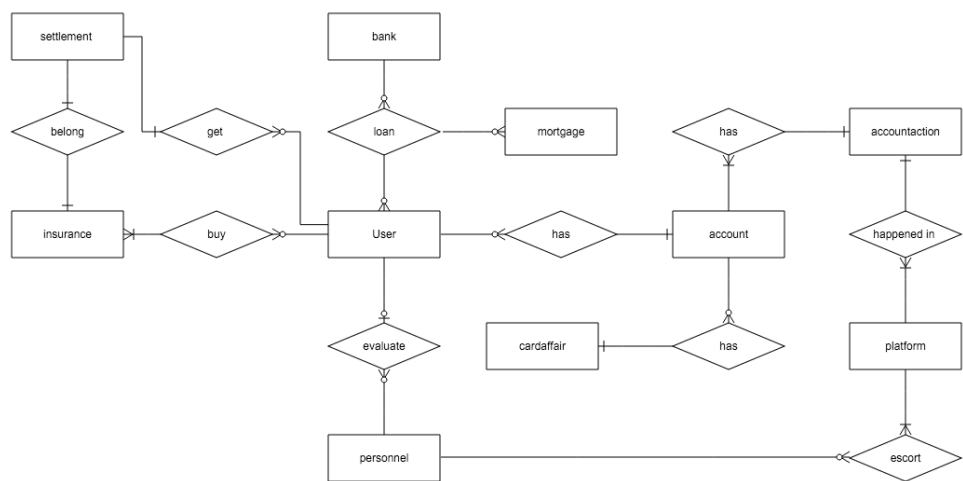 settlement
bank
belong
get
loan
mortgage
has
accountaction
insurance
buy
User
has
account
happened in
evaluate
cardaffair
has
platform
personnel
escort